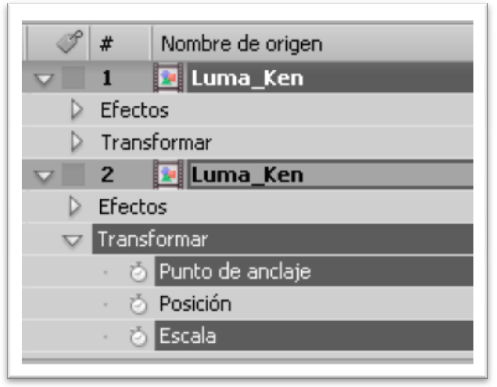 # Nombre de origen
1 Luma_Ken
Efectos
Transformar
2 Luma_Ken
Efectos
Transformar
Punto de anclaje
Posición
Escala